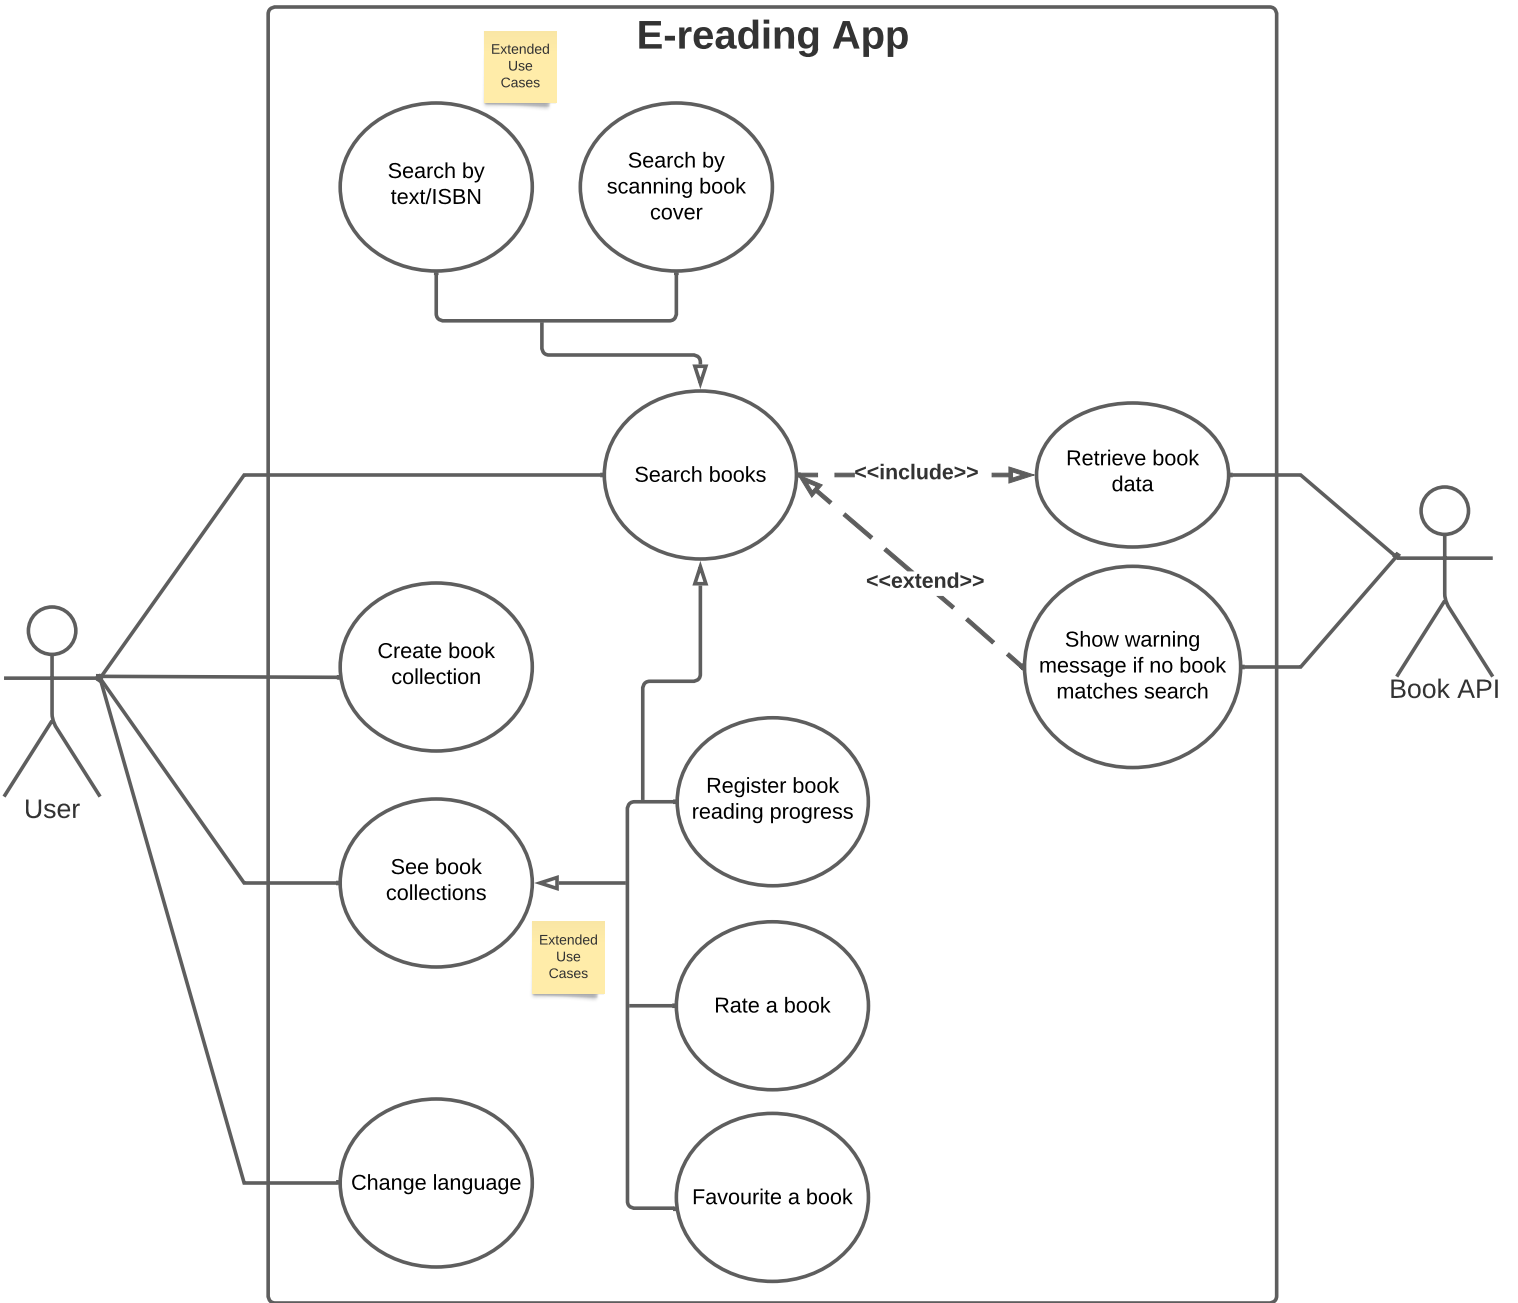 E-reading App
Extended
Use
Cases
Search by
text/ISBN
Search by
scanning book
cover
Search books
<<include>>
Retrieve book
data
<<extend>>
Show warning
message if no book
matches search
Book API
Create book
collection
User
Register book
reading progress
See book
collections
Extended
Use
Cases
Rate a book
Change language
Favourite a book